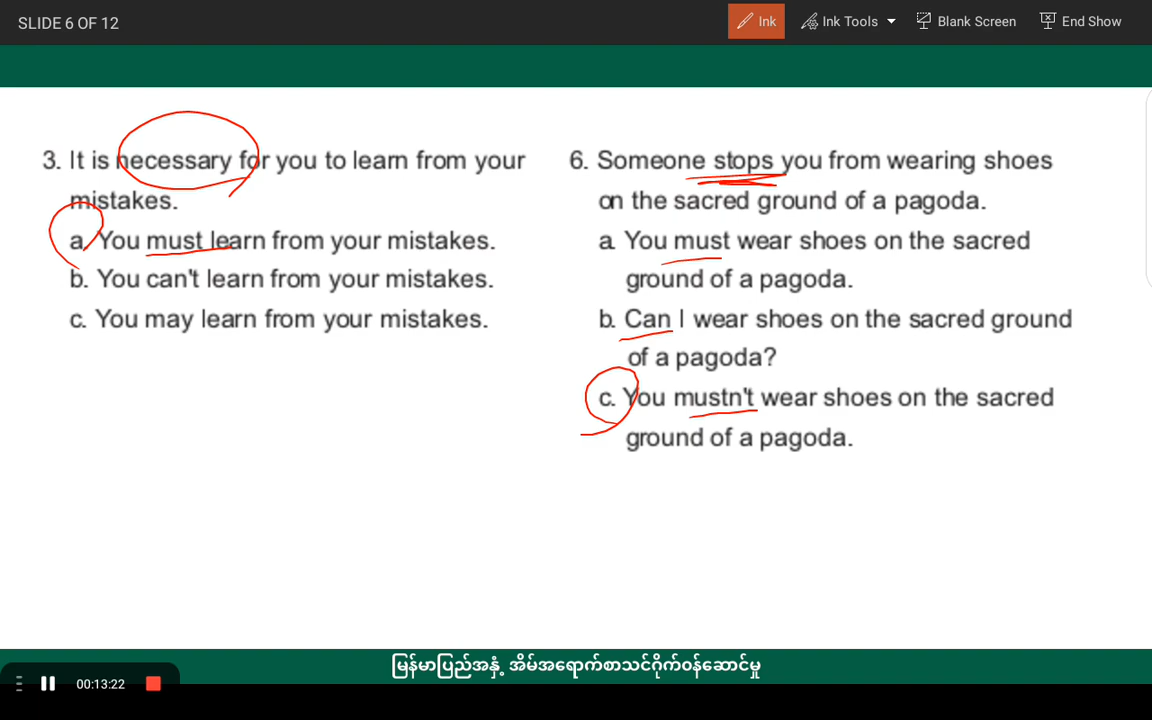 SLIDE 6 OF 12
Ink
Ink Tools
Blank Screen
End Show
3. It is necessary for you to learn from your
mistakes.
a. You must learn from your mistakes.
b. You can't learn from your mistakes.
c. You may learn from your mistakes.
6. Someone stops you from wearing shoes
on the sacred ground of a pagoda.
a. You must wear shoes on the sacred
ground of a pagoda.
b. Can I wear shoes on the sacred ground
of a pagoda?
c. You mustn't wear shoes on the sacred
ground of a pagoda.
မြန်မာပြည်အနှံ့ အိမ်အရောက်စာသင်ဂိုက်ဝန်ဆောင်မှု
00:13:22